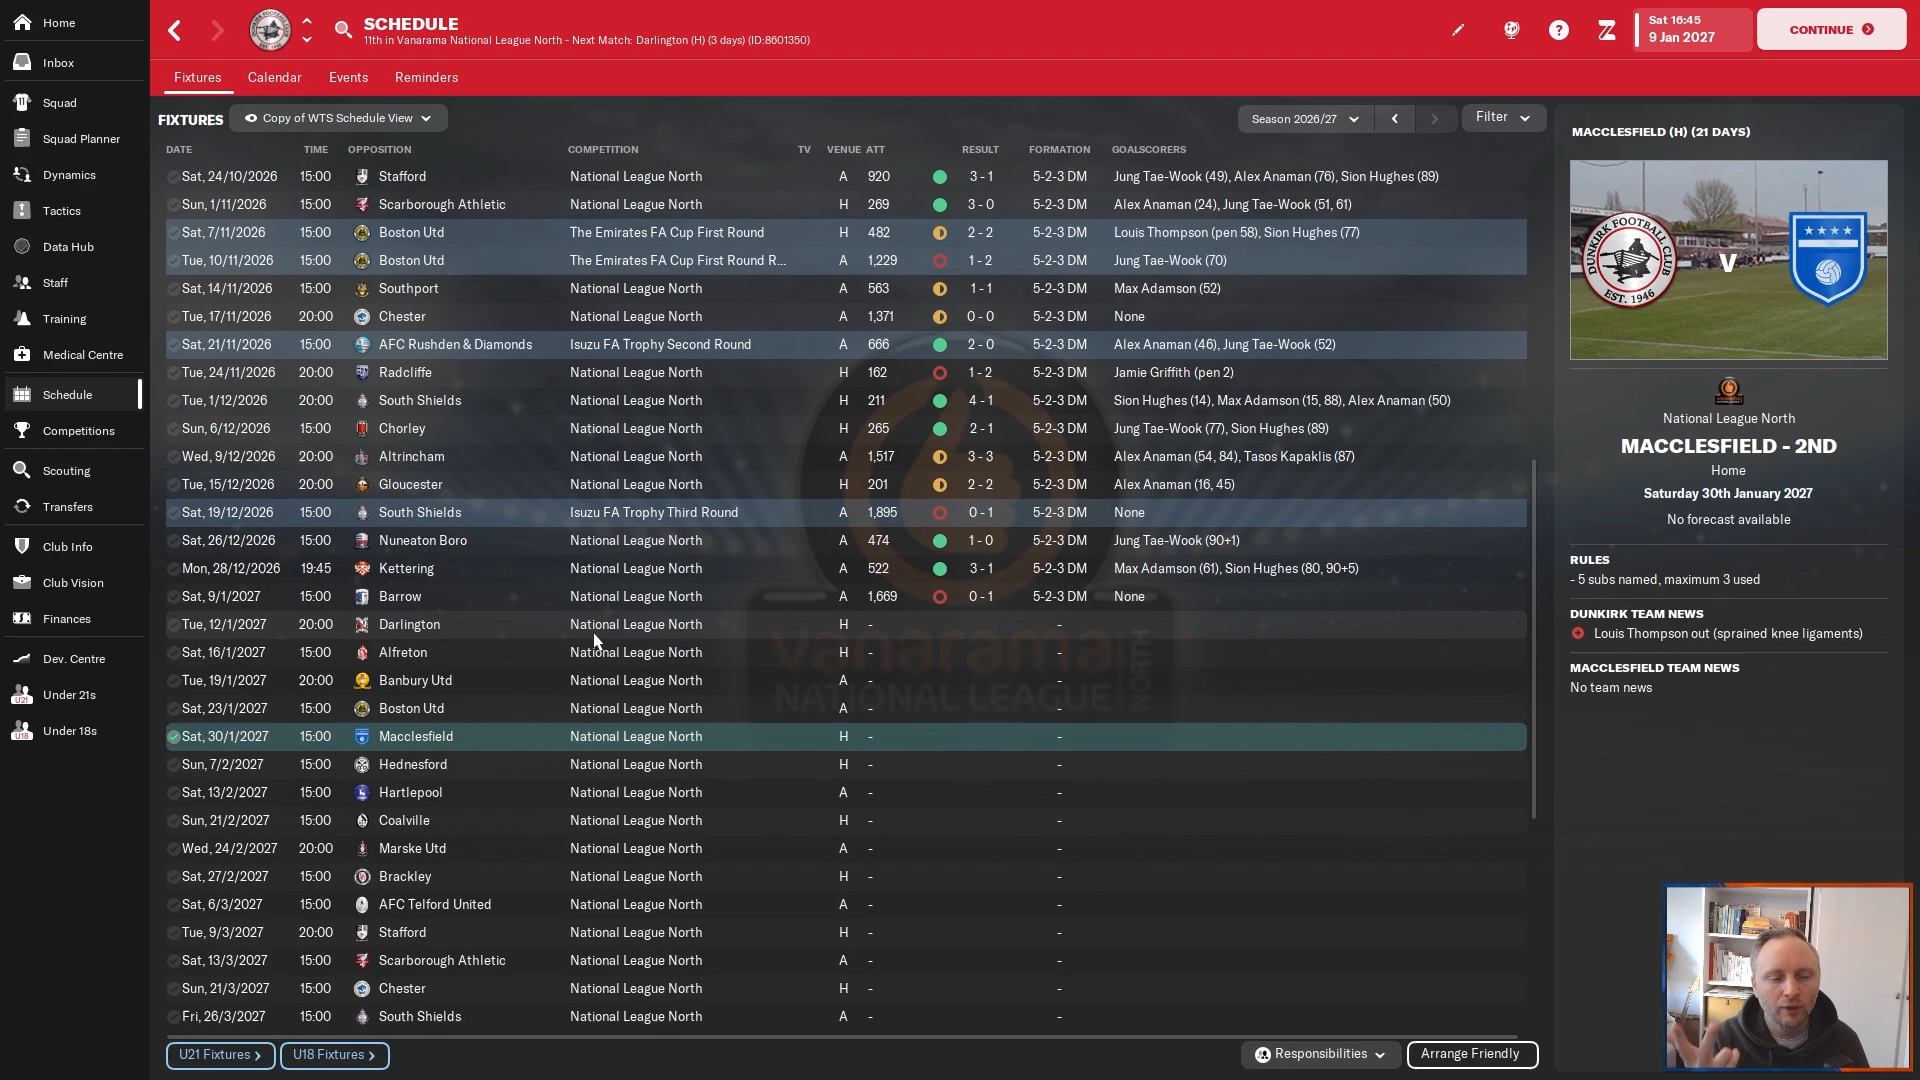 Home
Inbox
Squad
Squad Planner
Dynamics
Tactics
Data Hub
Staff
Training
Medical Centre
Schedule
Competitions
Scouting
Transfers
Club Info
Club Vision
Finances
Dev. Centre
Under 21s
Under 18s
SCHEDULE
11th in Vanarama National League North - Next Match: Darlington (H) (3 days) (ID:8601350)
Sat 16:45
9 Jan 2027
CONTINUE
Fixtures Calendar Events Reminders
FIXTURES Copy of WTS Schedule View Season 2026/27 Filter
DATE TIME OPPOSITION COMPETITION TV VENUE ATT RESULT FORMATION GOALSCORERS
Sat, 24/10/2026 15:00 Stafford National League North A 920 3 - 1 5-2-3 DM Jung Tae-Wook (49), Alex Anaman (76), Sion Hughes (89)
Sun, 1/11/2026 15:00 Scarborough Athletic National League North H 269 3 - 0 5-2-3 DM Alex Anaman (24), Jung Tae-Wook (51, 61)
Sat, 7/11/2026 15:00 Boston Utd The Emirates FA Cup First Round H 482 2 - 2 5-2-3 DM Louis Thompson (pen 58), Sion Hughes (77)
Tue, 10/11/2026 15:00 Boston Utd The Emirates FA Cup First Round R... A 1,229 1 - 2 5-2-3 DM Jung Tae-Wook (70)
Sat, 14/11/2026 15:00 Southport National League North A 563 1 - 1 5-2-3 DM Max Adamson (52)
Tue, 17/11/2026 20:00 Chester National League North A 1,371 0 - 0 5-2-3 DM None
Sat, 21/11/2026 15:00 AFC Rushden & Diamonds Isuzu FA Trophy Second Round A 666 2 - 0 5-2-3 DM Alex Anaman (46), Jung Tae-Wook (52)
Tue, 24/11/2026 20:00 Radcliffe National League North H 162 1 - 2 5-2-3 DM Jamie Griffith (pen 2)
Tue, 1/12/2026 20:00 South Shields National League North H 211 4 - 1 5-2-3 DM Sion Hughes (14), Max Adamson (15, 88), Alex Anaman (50)
Sun, 6/12/2026 15:00 Chorley National League North H 265 2 - 1 5-2-3 DM Jung Tae-Wook (77), Sion Hughes (89)
Wed, 9/12/2026 20:00 Altrincham National League North A 1,517 3 - 3 5-2-3 DM Alex Anaman (54, 84), Tasos Kapaklis (87)
Tue, 15/12/2026 20:00 Gloucester National League North H 201 2 - 2 5-2-3 DM Alex Anaman (16, 45)
Sat, 19/12/2026 15:00 South Shields Isuzu FA Trophy Third Round A 1,895 0 - 1 5-2-3 DM None
Sat, 26/12/2026 15:00 Nuneaton Boro National League North A 474 1 - 0 5-2-3 DM Jung Tae-Wook (90+1)
Mon, 28/12/2026 19:45 Kettering National League North A 522 3 - 1 5-2-3 DM Max Adamson (61), Sion Hughes (80, 90+5)
Sat, 9/1/2027 15:00 Barrow National League North A 1,669 0 - 1 5-2-3 DM None
Tue, 12/1/2027 20:00 Darlington National League North H - -
Sat, 16/1/2027 15:00 Alfreton National League North H - -
Tue, 19/1/2027 20:00 Banbury Utd National League North A - -
Sat, 23/1/2027 15:00 Boston Utd National League North A - -
Sat, 30/1/2027 15:00 Macclesfield National League North H - -
Sun, 7/2/2027 15:00 Hednesford National League North H - -
Sat, 13/2/2027 15:00 Hartlepool National League North A - -
Sun, 21/2/2027 15:00 Coalville National League North H - -
Wed, 24/2/2027 20:00 Marske Utd National League North A - -
Sat, 27/2/2027 15:00 Brackley National League North H - -
Sat, 6/3/2027 15:00 AFC Telford United National League North A - -
Tue, 9/3/2027 20:00 Stafford National League North H - -
Sat, 13/3/2027 15:00 Scarborough Athletic National League North A - -
Sun, 21/3/2027 15:00 Chester National League North H - -
Fri, 26/3/2027 15:00 South Shields National League North A - -
vanarama
NATIONAL LEAGUE NORTH
U21 Fixtures U18 Fixtures Responsibilities Arrange Friendly
MACCLESFIELD (H) (21 DAYS)
DUNKIRK FOOTBALL CLUB
EST. 1946
V
National League North
MACCLESFIELD - 2ND
Home
Saturday 30th January 2027
No forecast available
RULES
- 5 subs named, maximum 3 used
DUNKIRK TEAM NEWS
Louis Thompson out (sprained knee ligaments)
MACCLESFIELD TEAM NEWS
No team news